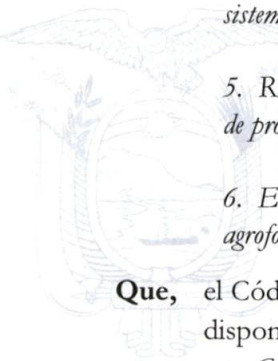 sistem
5. R
de pro
6. E
agrofo
Que, el Cód
dispon